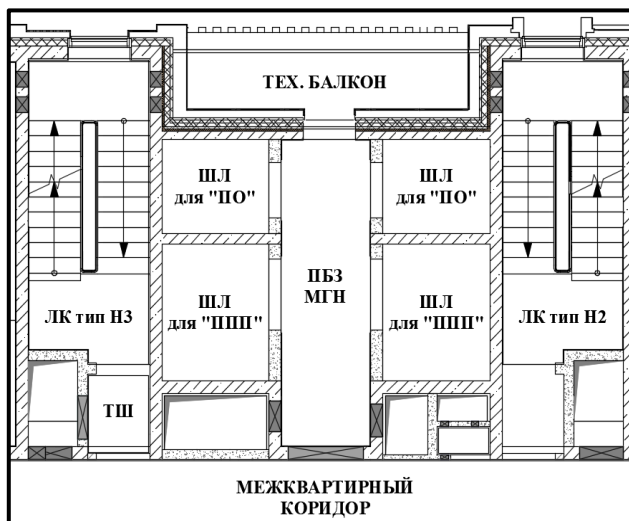 ТЕХ. БАЛКОН
ШЛ
для "ПО"
ШЛ
для "ПО"
ПБЗ
МГН
ШЛ
для "ППП"
ШЛ
для "ППП"
ЛК тип Н3
ЛК тип Н2
ТШ
МЕЖКВАРТИРНЫЙ
КОРИДОР